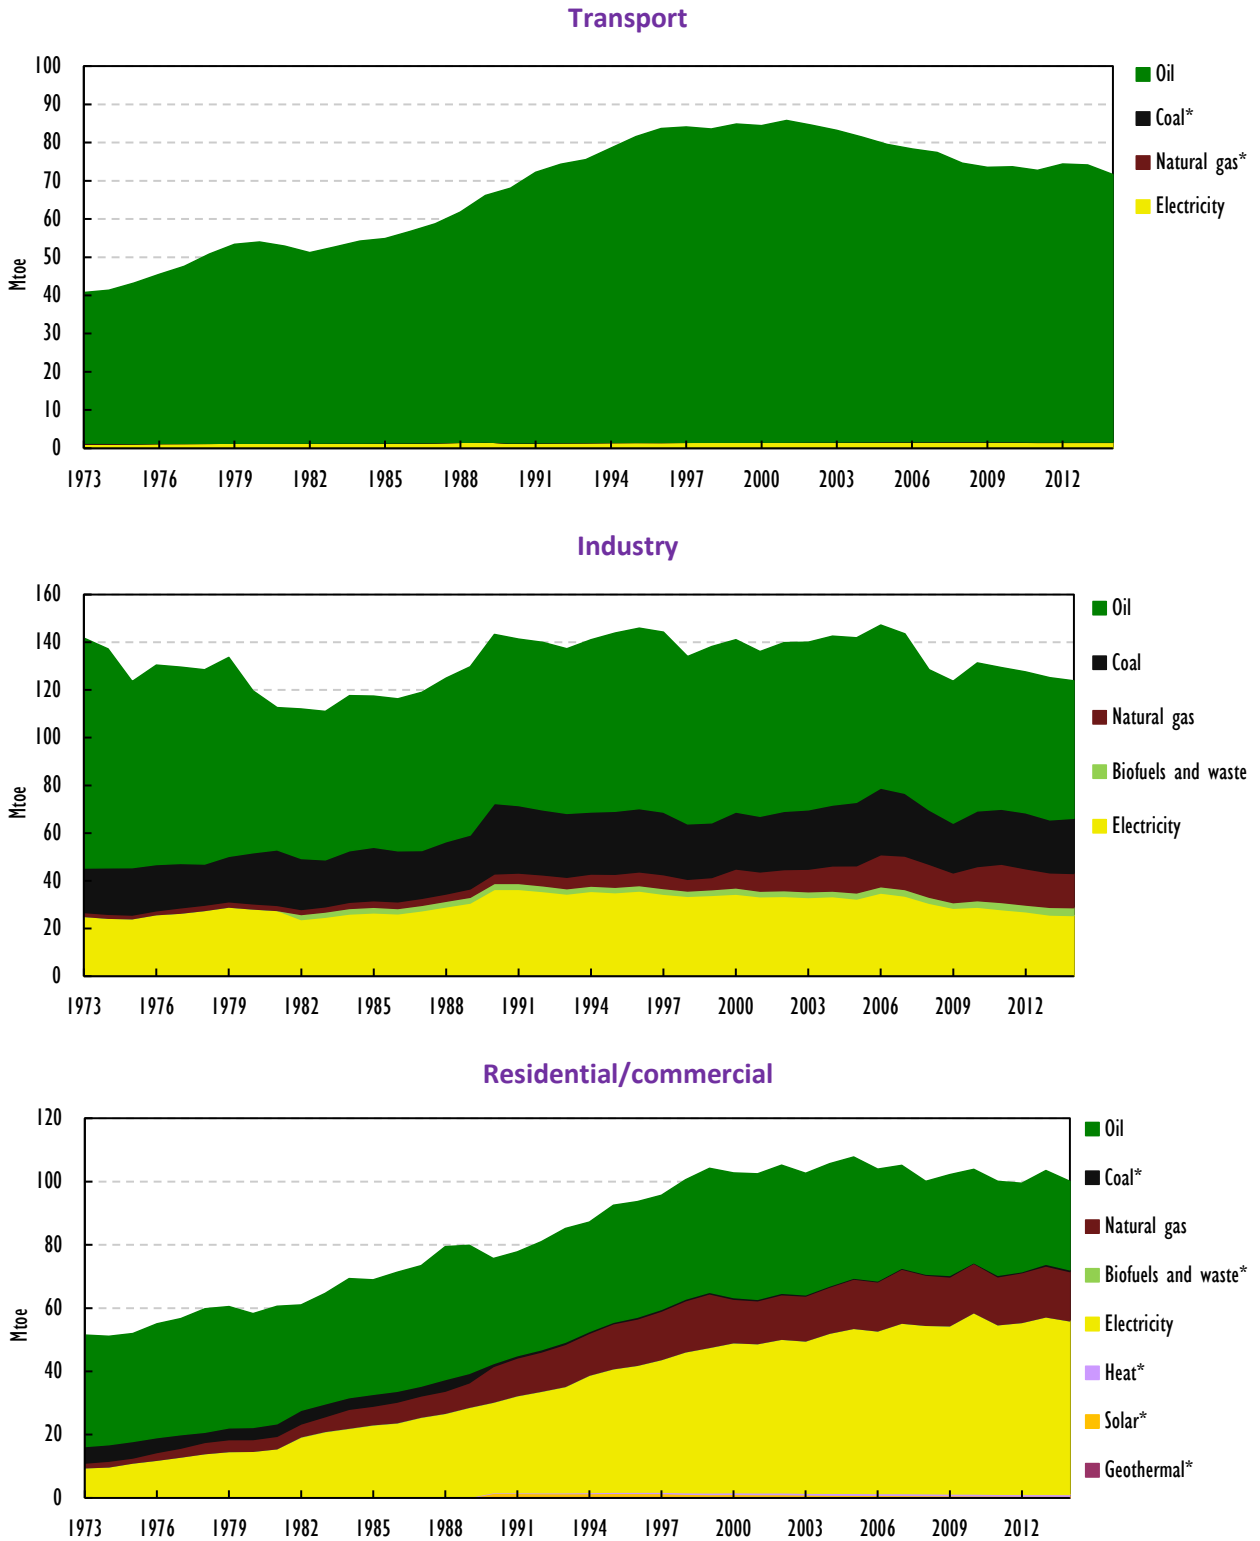 Transport
100
90
80
70
60
50
40
30
20
10
0
Mtoe
1973 1976 1979 1982 1985 1988 1991 1994 1997 2000 2003 2006 2009 2012
Oil
Coal*
Natural gas*
Electricity
Industry
160
140
120
100
80
60
40
20
0
Mtoe
1973 1976 1979 1982 1985 1988 1991 1994 1997 2000 2003 2006 2009 2012
Oil
Coal
Natural gas
Biofuels and waste
Electricity
Residential/commercial
120
100
80
60
40
20
0
Mtoe
1973 1976 1979 1982 1985 1988 1991 1994 1997 2000 2003 2006 2009 2012
Oil
Coal*
Natural gas
Biofuels and waste*
Electricity
Heat*
Solar*
Geothermal*